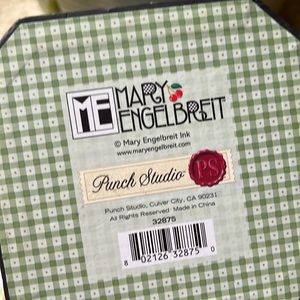 ME MARY
ENGELBREIT
© Mary Engelbreit Ink
www.maryengelbreit.com
Punch Studio PS
Punch Studio, Culver City, CA 90231
All Rights Reserved Made in China
32875
8 02126 32875 0